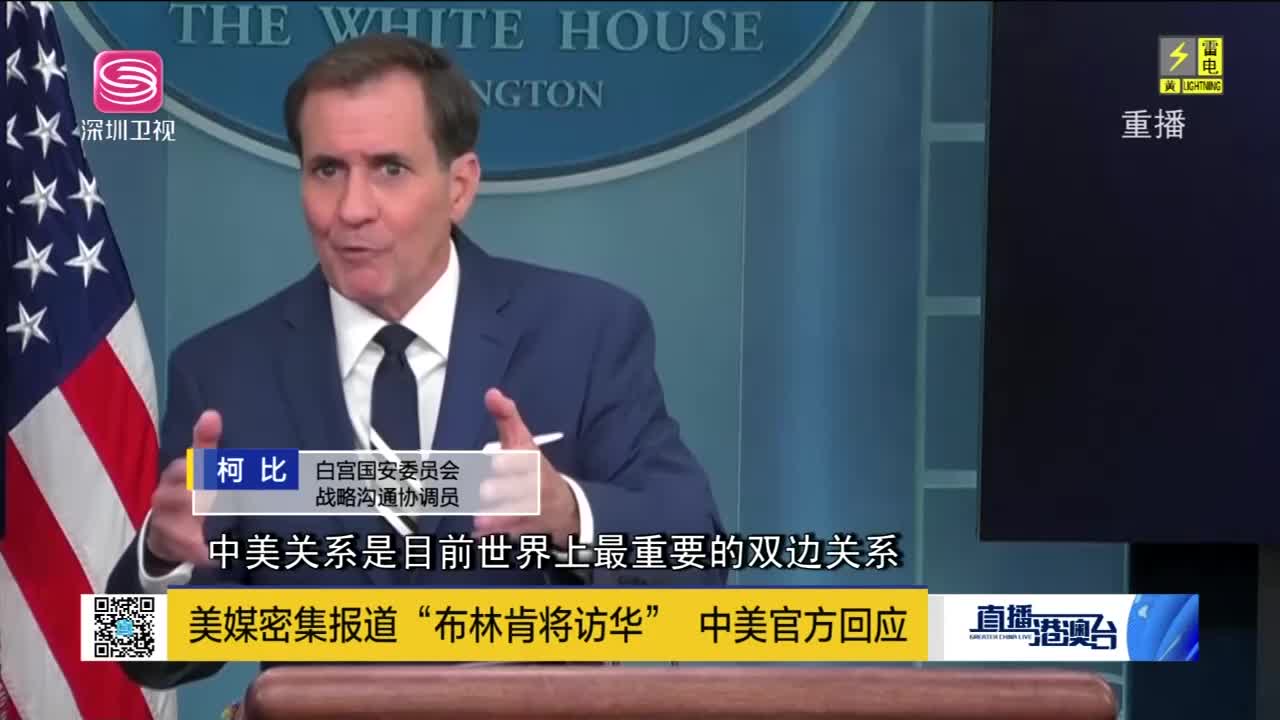 THE WHITE HOUSE
NGTON
深圳卫视
雷电
黄 LIGHTNING
重播
柯比
白宫国安委员会
战略沟通协调员
中美关系是目前世界上最重要的双边关系
美媒密集报道“布林肯将访华” 中美官方回应
直播港澳台
GREATER CHINA LIVE